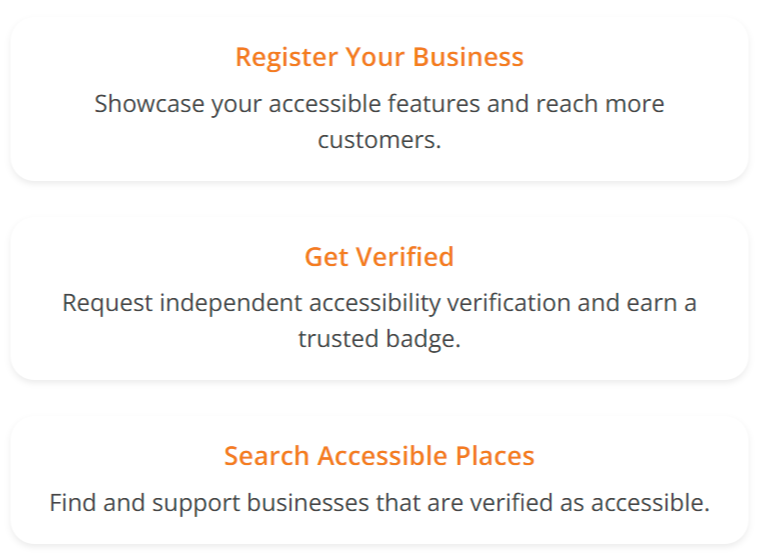 Register Your Business
Showcase your accessible features and reach more
customers.
Get Verified
Request independent accessibility verification and earn a
trusted badge.
Search Accessible Places
Find and support businesses that are verified as accessible.